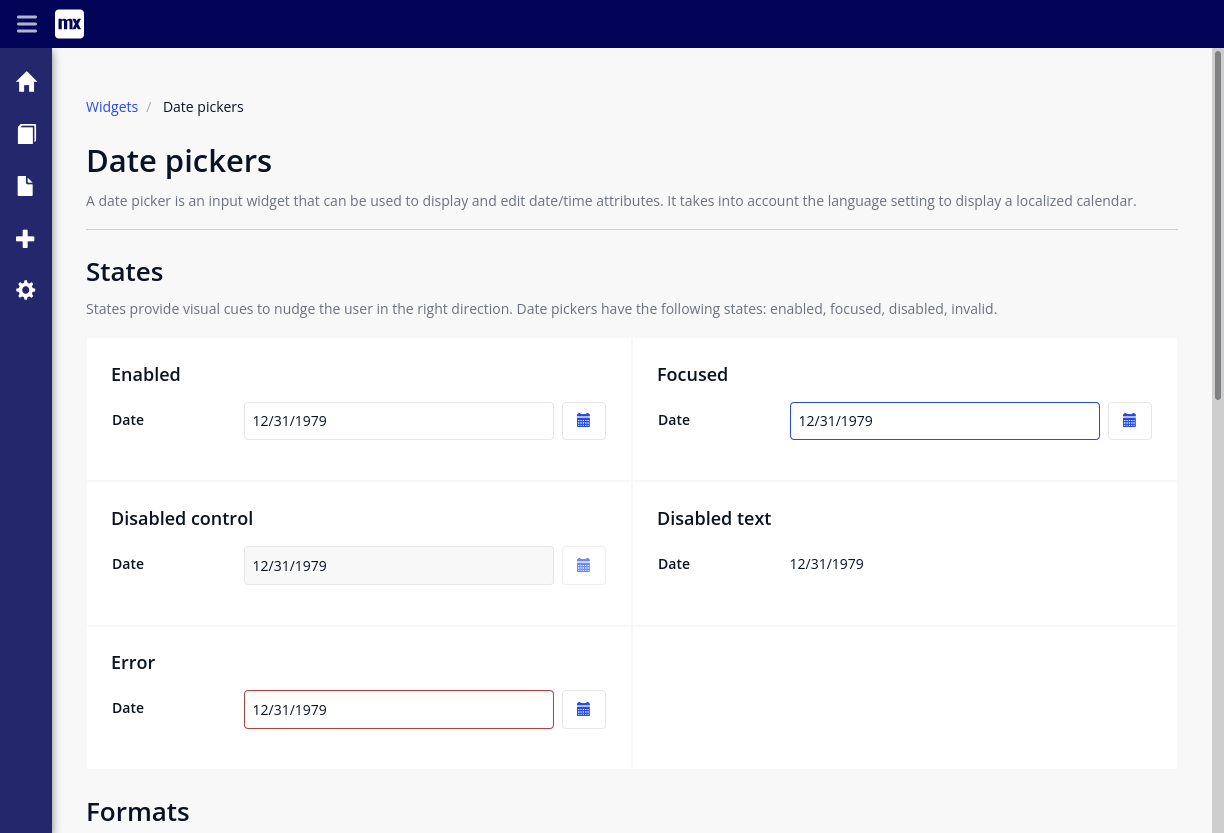 mx
Widgets / Date pickers
Date pickers
A date picker is an input widget that can be used to display and edit date/time attributes. It takes into account the language setting to display a localized calendar.
States
States provide visual cues to nudge the user in the right direction. Date pickers have the following states: enabled, focused, disabled, invalid.
Enabled
Date 12/31/1979
Focused
Date 12/31/1979
Disabled control
Date 12/31/1979
Disabled text
Date 12/31/1979
Error
Date 12/31/1979
Formats